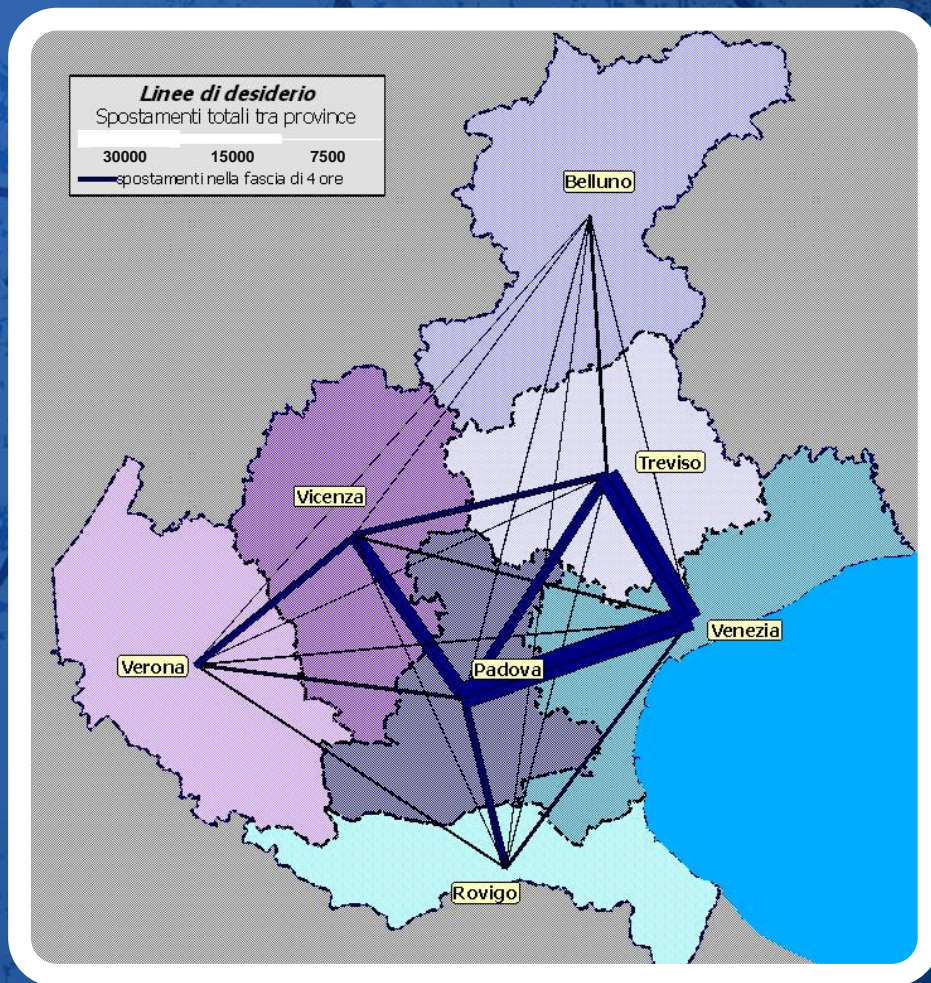 Linee di desiderio
Spostamenti totali tra province
30000 15000 7500
spostamenti nella fascia di 4 ore
Belluno
Treviso
Vicenza
Venezia
Verona
Padova
Rovigo